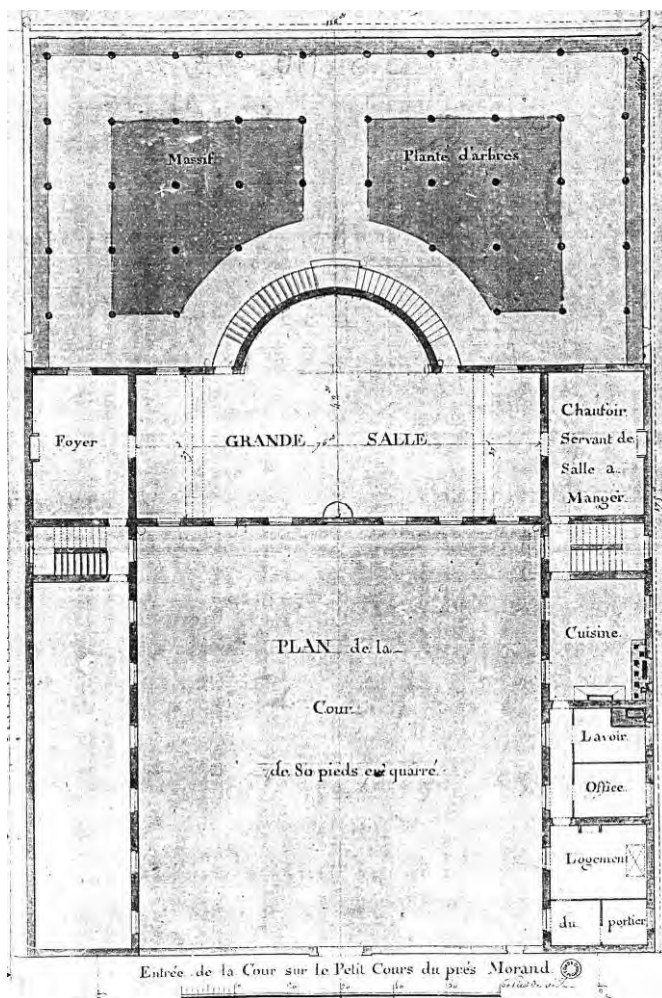 Massif
Planté d'arbres
Foyer
GRANDE SALLE
Chaufoir
Servant de
Salle a
Manger
PLAN de la
Cour
de 80 pieds en quarré
Cuisine
Lavoir
Office
Logement
du portier
Entrée de la Cour sur le Petit Cours du prés Morand